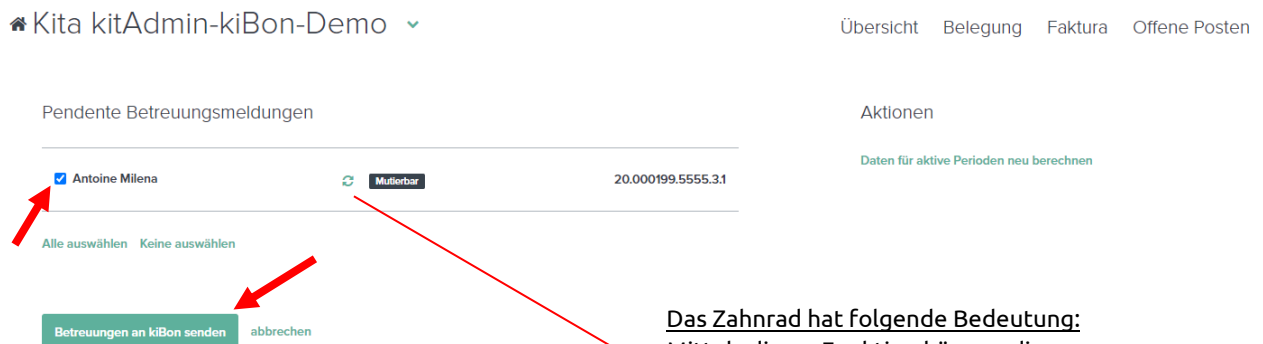 Kita kitAdmin-kiBon-Demo
Übersicht Belegung Faktura Offene Posten
Pendente Betreuungsmeldungen
Aktionen
Antoine Milena Mutierbar 20.000199.5555.3.1
Daten für aktive Perioden neu berechnen
Alle auswählen Keine auswählen
Betreuungen an kiBon senden abbrechen
Das Zahnrad hat folgende Bedeutung: